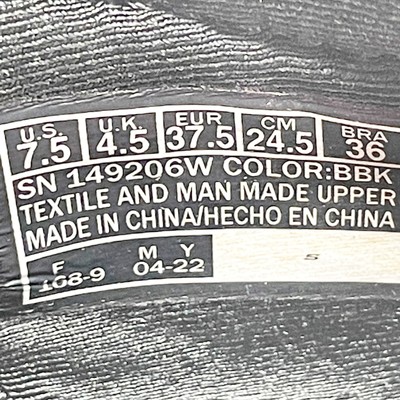 U.S. U.K. EUR CM BRA
7.5 4.5 37.5 24.5 36
SN 149206W COLOR:BBK
TEXTILE AND MAN MADE UPPER
MADE IN CHINA/HECHO EN CHINA
F M Y
168-9 04-22
S